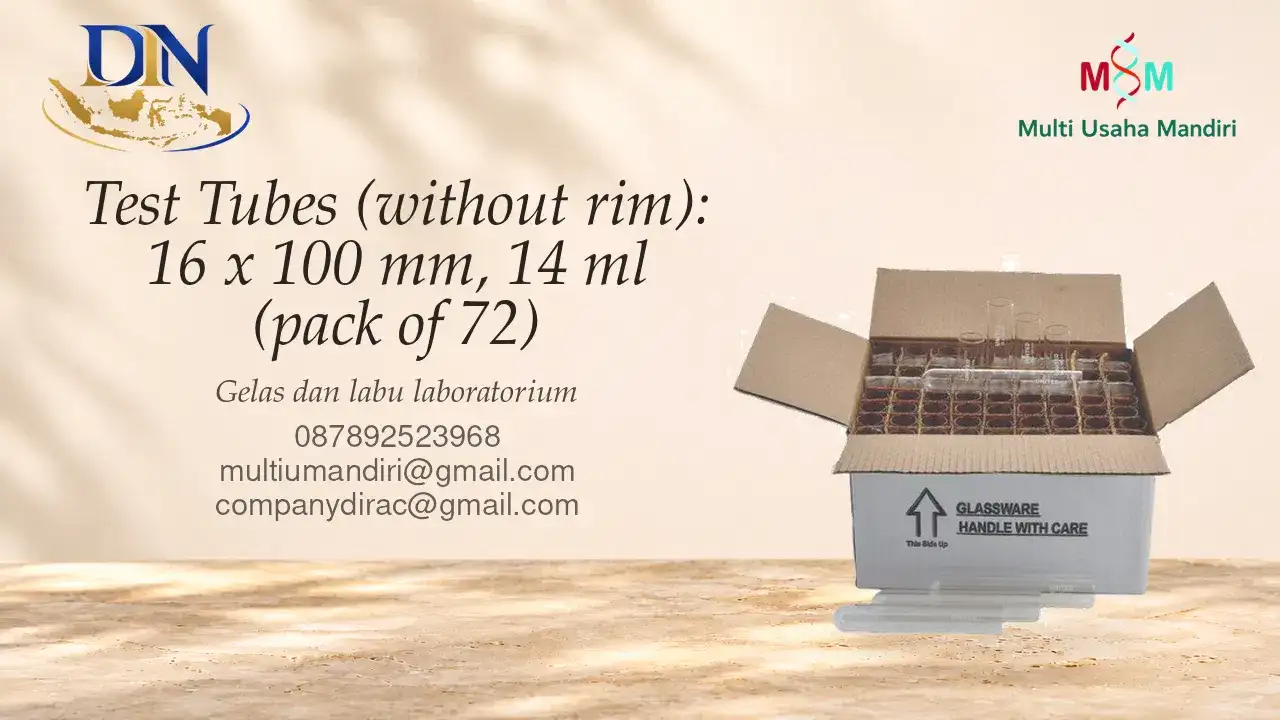 DN
M M
Multi Usaha Mandiri
Test Tubes (without rim):
16 x 100 mm, 14 ml
(pack of 72)
Gelas dan labu laboratorium
087892523968
multiumandiri@gmail.com
companydirac@gmail.com
GLASSWARE
HANDLE WITH CARE
This Side Up